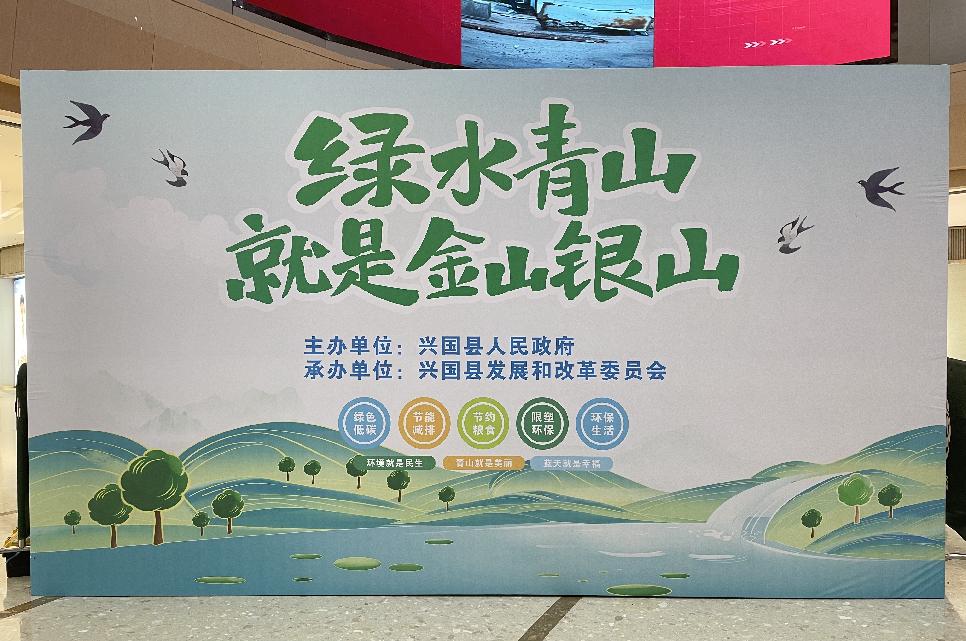 绿水青山
就是金山银山
主办单位：兴国县人民政府
承办单位：兴国县发展和改革委员会
绿色
低碳
节能
减排
节约
粮食
限塑
环保
环保
生活
环境就是民生 青山就是美丽 蓝天就是幸福